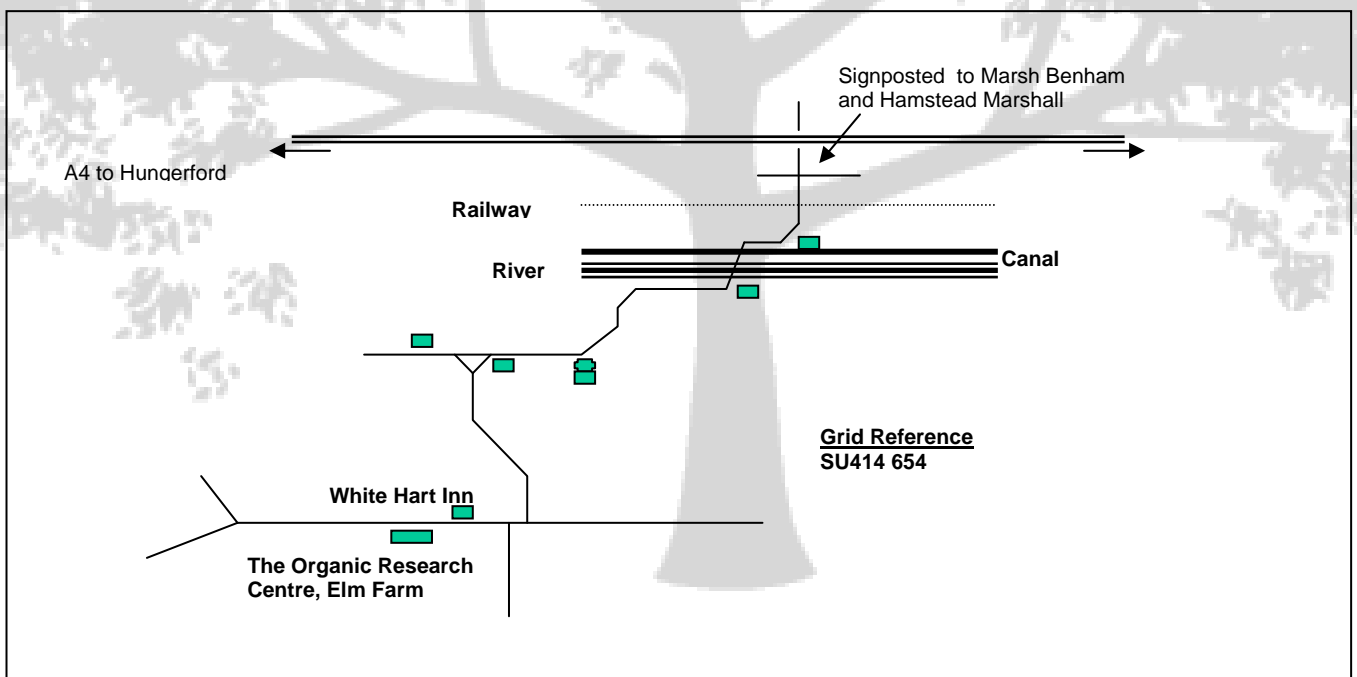 Signposted to Marsh Benham
and Hamstead Marshall
A4 to Hungerford
Railway
River
Canal
Grid Reference
SU414 654
White Hart Inn
The Organic Research
Centre, Elm Farm